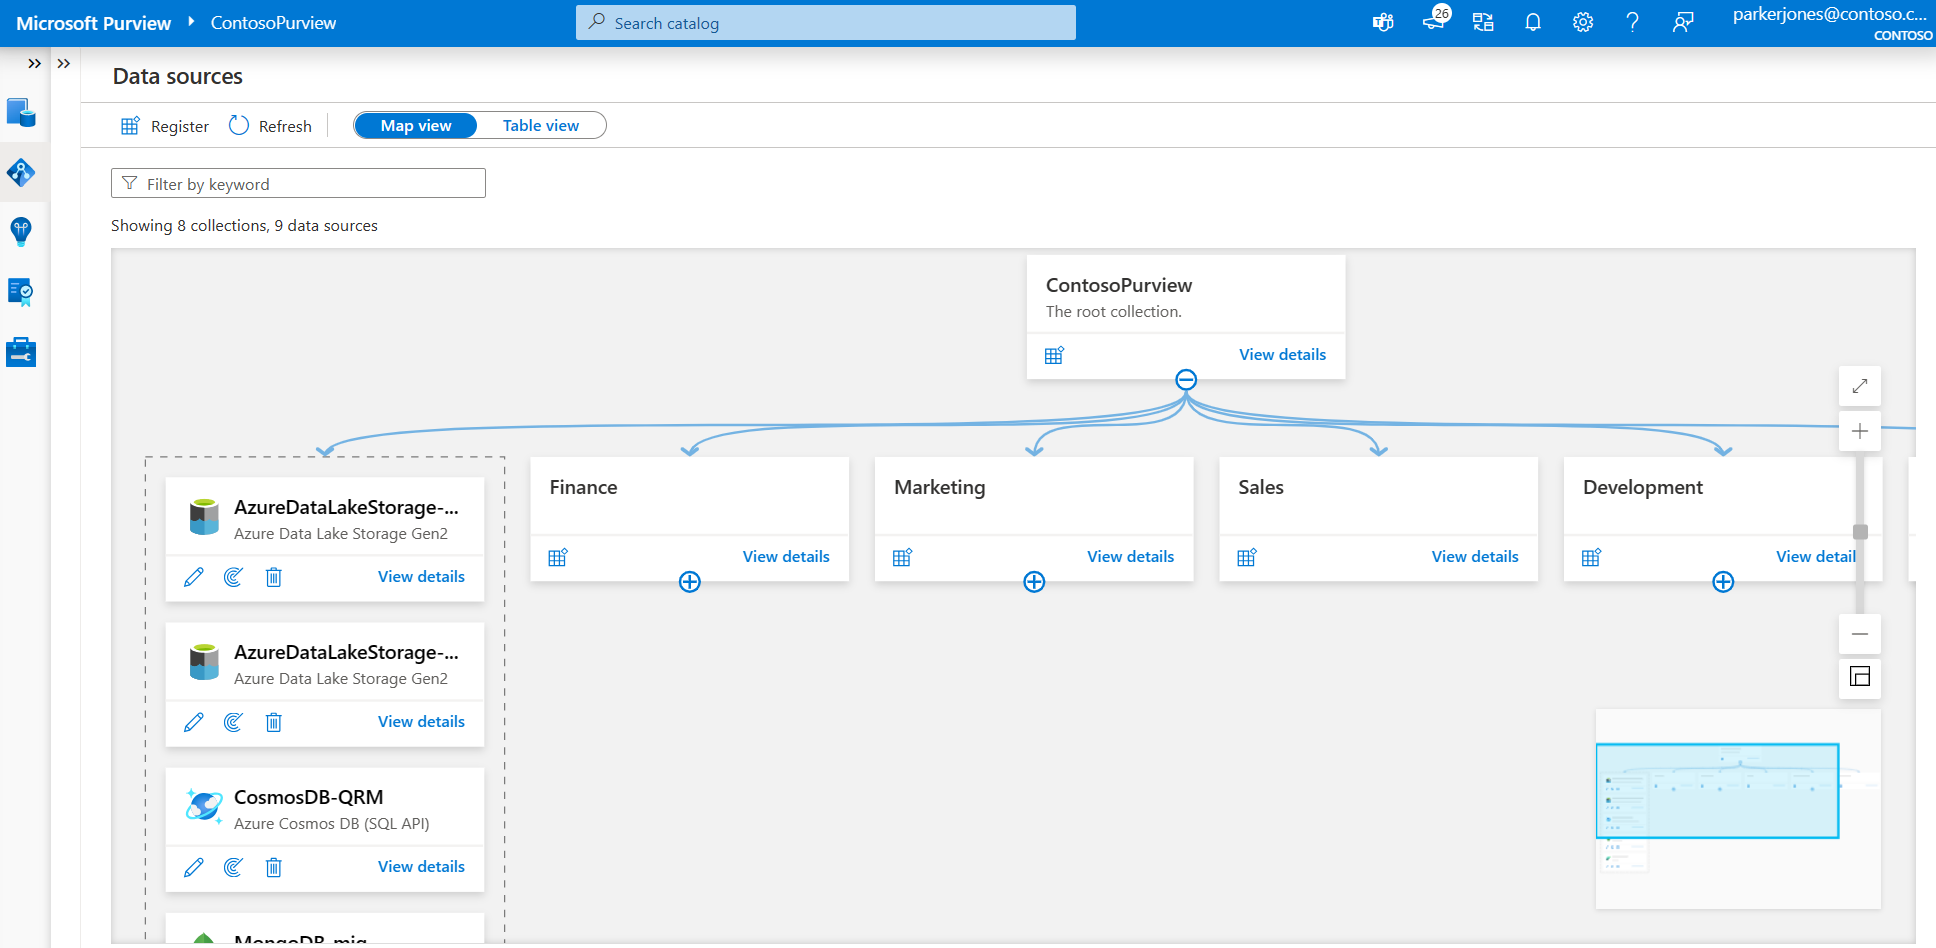 Microsoft Purview ContosoPurview
Search catalog
26
parkerjones@contoso.c...
CONTOSO
Data sources
Register Refresh Map view Table view
Filter by keyword
Showing 8 collections, 9 data sources
ContosoPurview
The root collection.
View details
AzureDataLakeStorage-...
Azure Data Lake Storage Gen2
View details
AzureDataLakeStorage-...
Azure Data Lake Storage Gen2
View details
CosmosDB-QRM
Azure Cosmos DB (SQL API)
View details
MongoDB-mig
Finance
View details
Marketing
View details
Sales
View details
Development
View detail